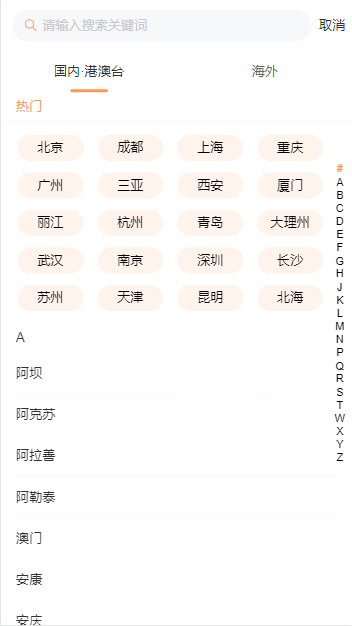 请输入搜索关键词 取消
国内·港澳台 海外
热门
北京 成都 上海 重庆
广州 三亚 西安 厦门
丽江 杭州 青岛 大理州
武汉 南京 深圳 长沙
苏州 天津 昆明 北海
A
阿坝
阿克苏
阿拉善
阿勒泰
澳门
安康
安庆
#
A
B
C
D
E
F
G
H
J
K
L
M
N
P
Q
R
S
T
W
X
Y
Z